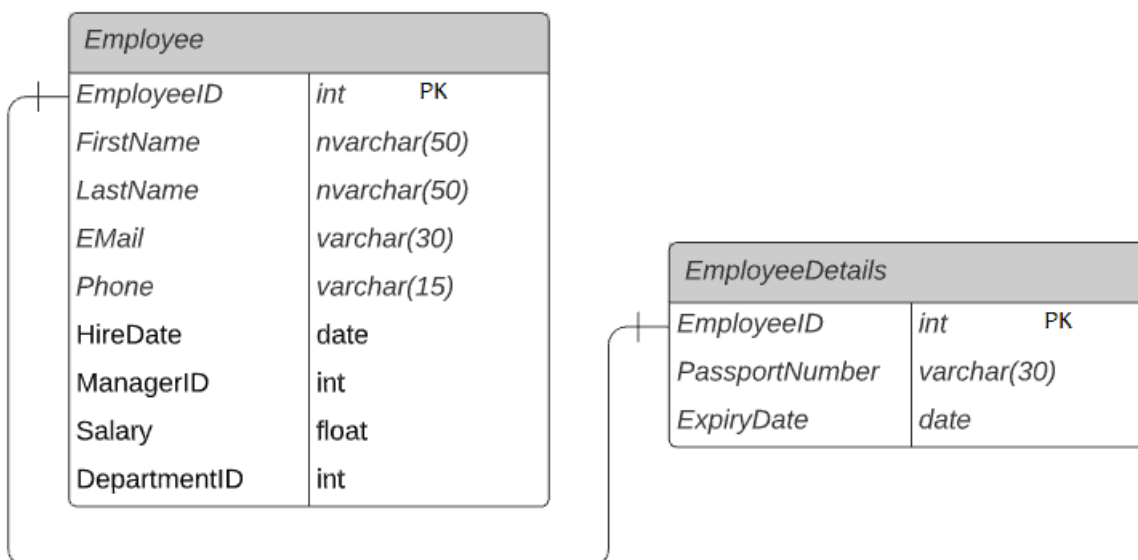 Employee
EmployeeID int PK
FirstName nvarchar(50)
LastName nvarchar(50)
EMail varchar(30)
Phone varchar(15)
HireDate date
ManagerID int
Salary float
DepartmentID int
EmployeeDetails
EmployeeID int PK
PassportNumber varchar(30)
ExpiryDate date